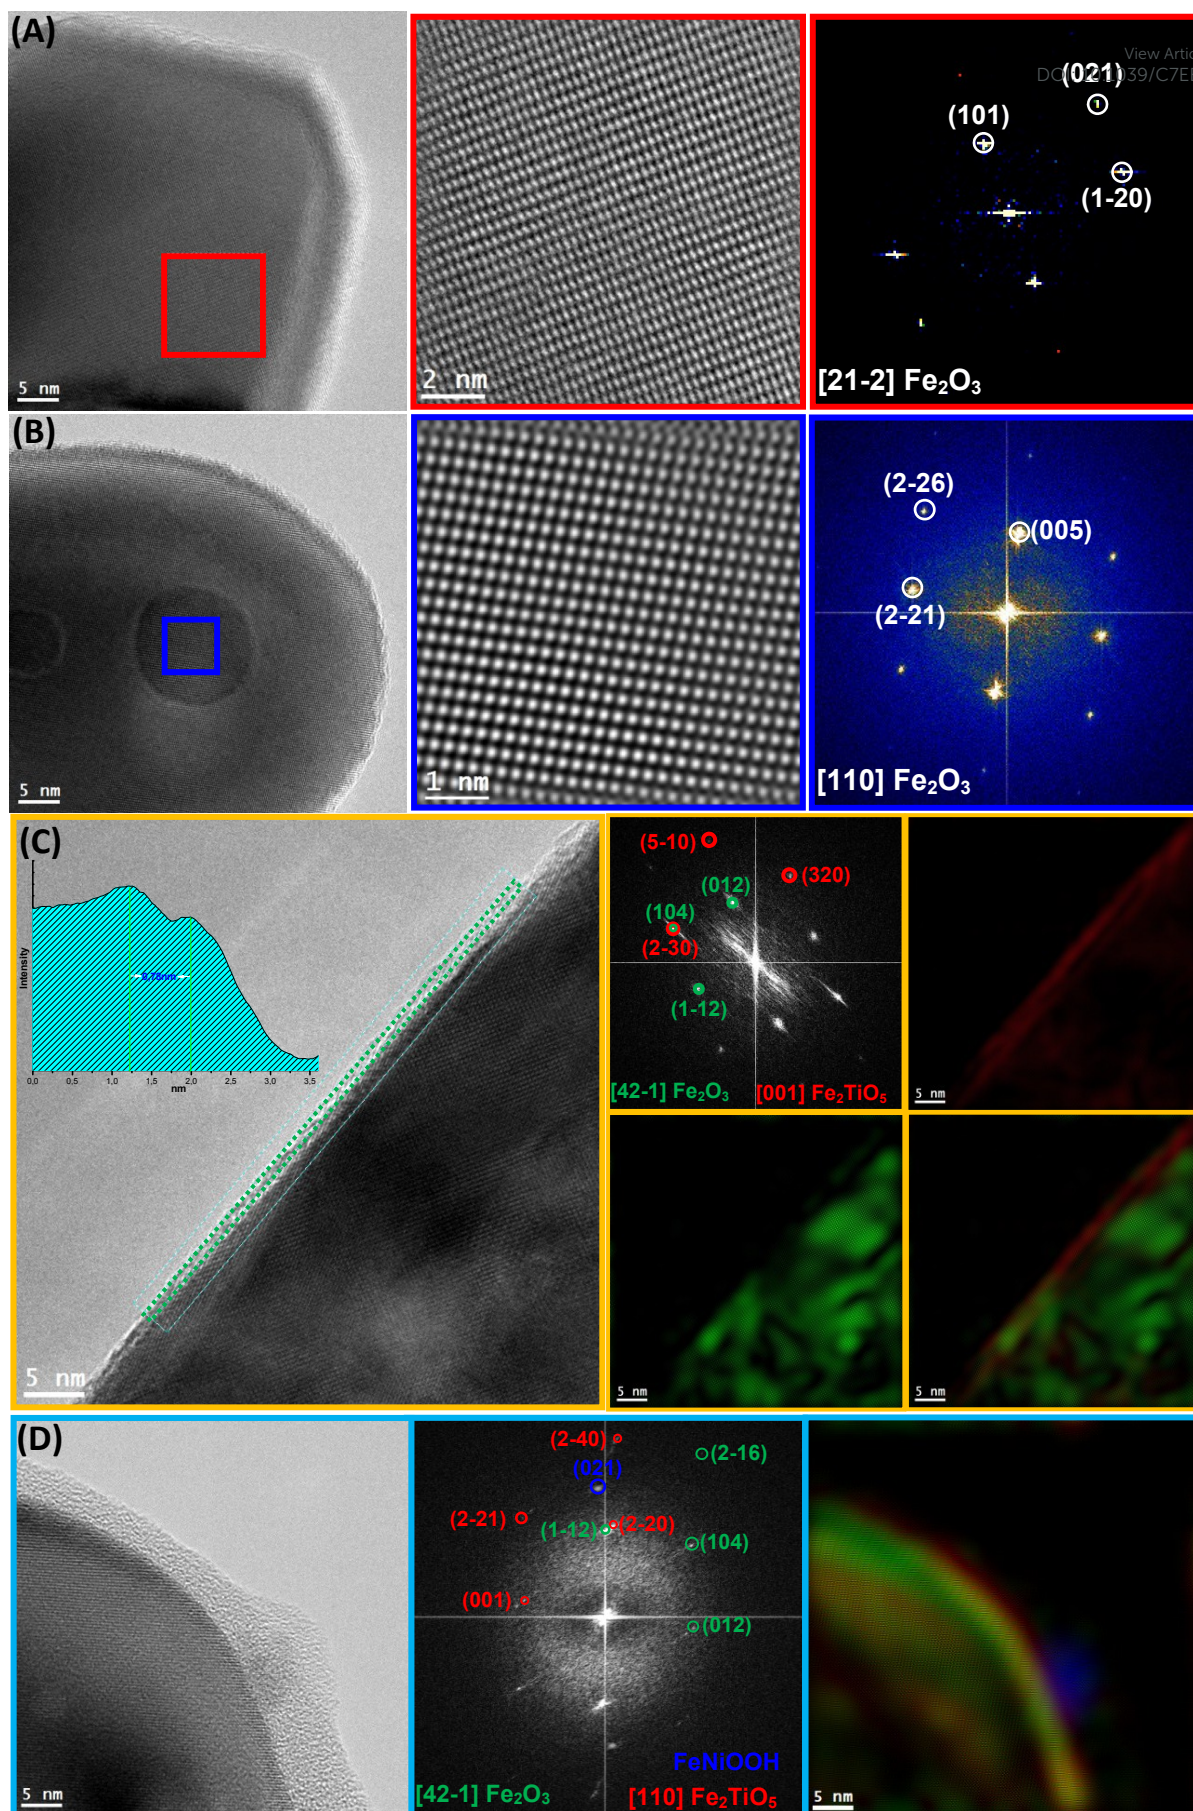 (A)
5 nm
2 nm
View Artic
DOI: 10.1039/C7EE
(021)
(101)
(1-20)
[21-2] Fe₂O₃
(B)
5 nm
1 nm
(2-26)
(005)
(2-21)
[110] Fe₂O₃
(C)
Intensity
0,78nm
0,0 0,5 1,0 1,5 2,0 2,5 3,0 3,5
nm
5 nm
(5-10)
(012)
(320)
(104)
(2-30)
(1-12)
[42-1] Fe₂O₃
[001] Fe₂TiO₅
5 nm
5 nm
5 nm
(D)
5 nm
(2-40)
(2-16)
(021)
(2-21)
(1-12)
(2-20)
(104)
(001)
(012)
FeNiOOH
[42-1] Fe₂O₃
[110] Fe₂TiO₅
5 nm